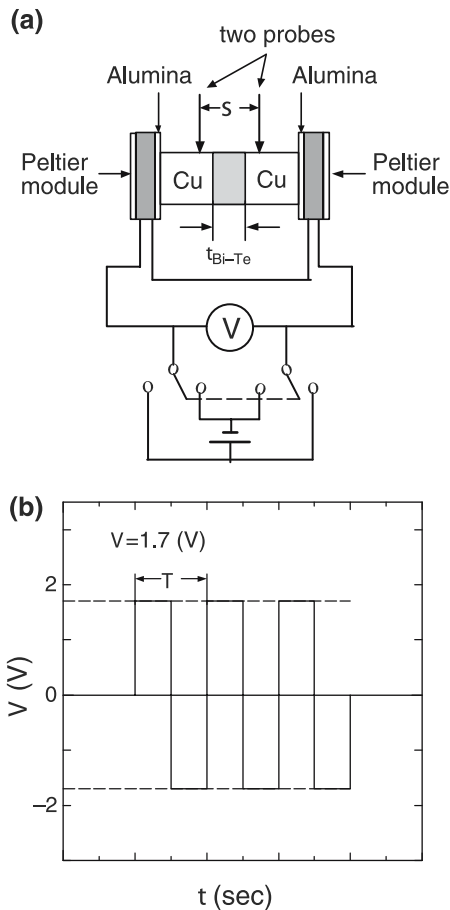 (a)
two probes
Alumina
Alumina
S
Peltier
module
Cu
Cu
Peltier
module
tBi–Te
V
(b)
V=1.7 (V)
T
2
0
−2
V (V)
t (sec)